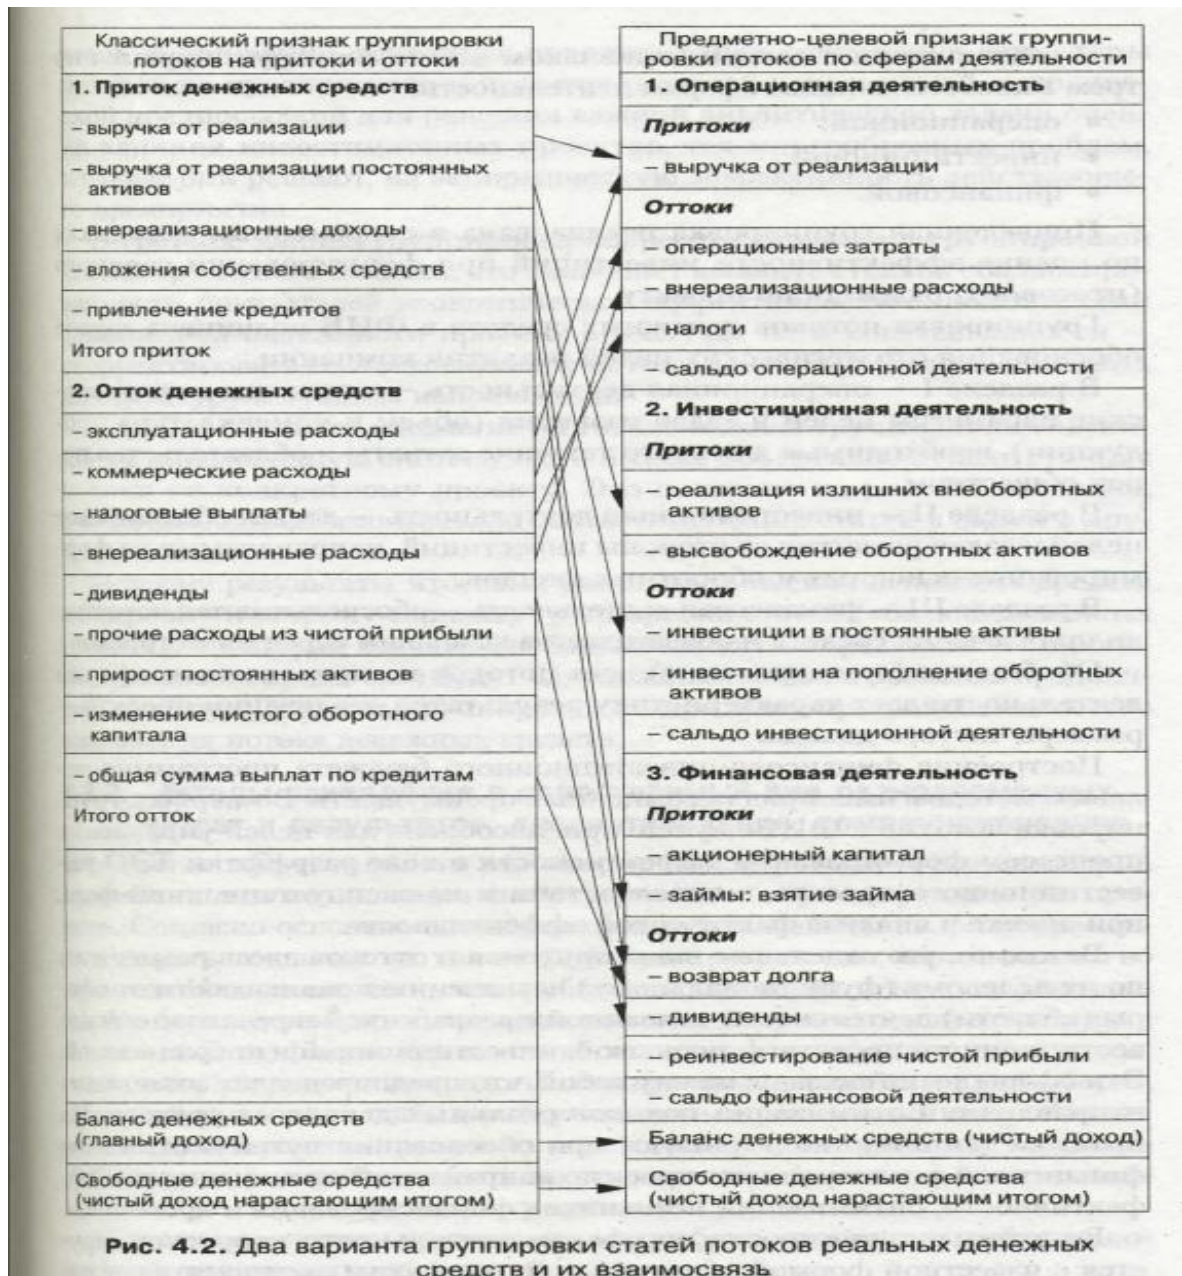 Классический признак группировки
потоков на притоки и оттоки
1. Приток денежных средств
– выручка от реализации
– выручка от реализации постоянных
активов
– внереализационные доходы
– вложения собственных средств
– привлечение кредитов
Итого приток
2. Отток денежных средств
– эксплуатационные расходы
– коммерческие расходы
– налоговые выплаты
– внереализационные расходы
– дивиденды
– прочие расходы из чистой прибыли
– прирост постоянных активов
– изменение чистого оборотного
капитала
– общая сумма выплат по кредитам
Итого отток
Баланс денежных средств
(главный доход)
Свободные денежные средства
(чистый доход нарастающим итогом)
Предметно-целевой признак группи-
ровки потоков по сферам деятельности
1. Операционная деятельность
Притоки
– выручка от реализации
Оттоки
– операционные затраты
– внереализационные расходы
– налоги
– сальдо операционной деятельности
2. Инвестиционная деятельность
Притоки
– реализация излишних внеоборотных
активов
– высвобождение оборотных активов
Оттоки
– инвестиции в постоянные активы
– инвестиции на пополнение оборотных
активов
– сальдо инвестиционной деятельности
3. Финансовая деятельность
Притоки
– акционерный капитал
– займы: взятие займа
Оттоки
– возврат долга
– дивиденды
– реинвестирование чистой прибыли
– сальдо финансовой деятельности
Баланс денежных средств (чистый доход)
Свободные денежные средства
(чистый доход нарастающим итогом)
Рис. 4.2. Два варианта группировки статей потоков реальных денежных
средств и их взаимосвязь